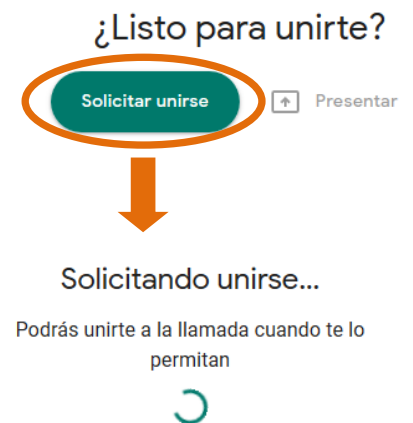 ¿Listo para unirte?
Solicitar unirse
Presentar
Solicitando unirse...
Podrás unirte a la llamada cuando te lo
permitan